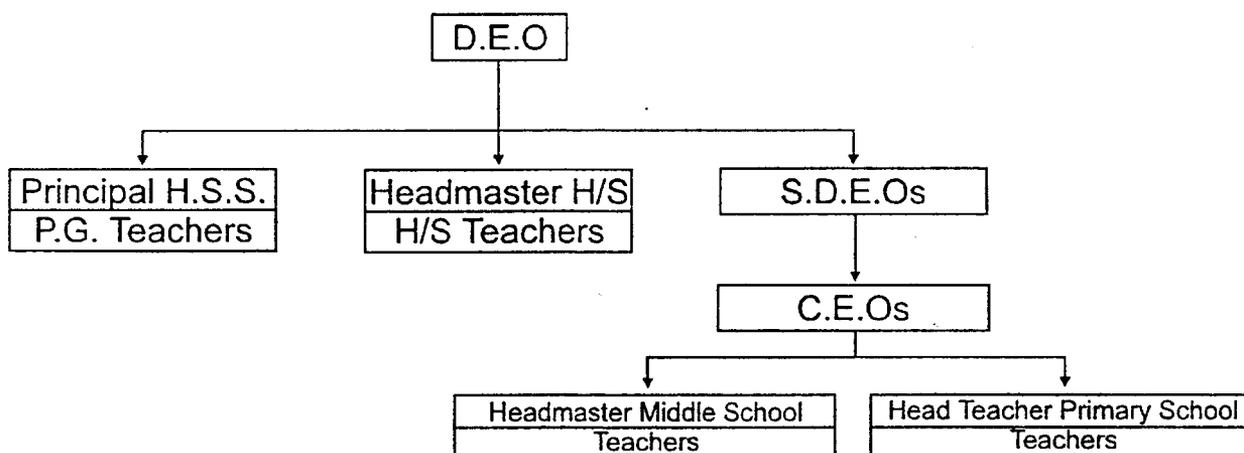 D.E.O
Principal H.S.S.
P.G. Teachers
Headmaster H/S
H/S Teachers
S.D.E.Os
C.E.Os
Headmaster Middle School
Teachers
Head Teacher Primary School
Teachers